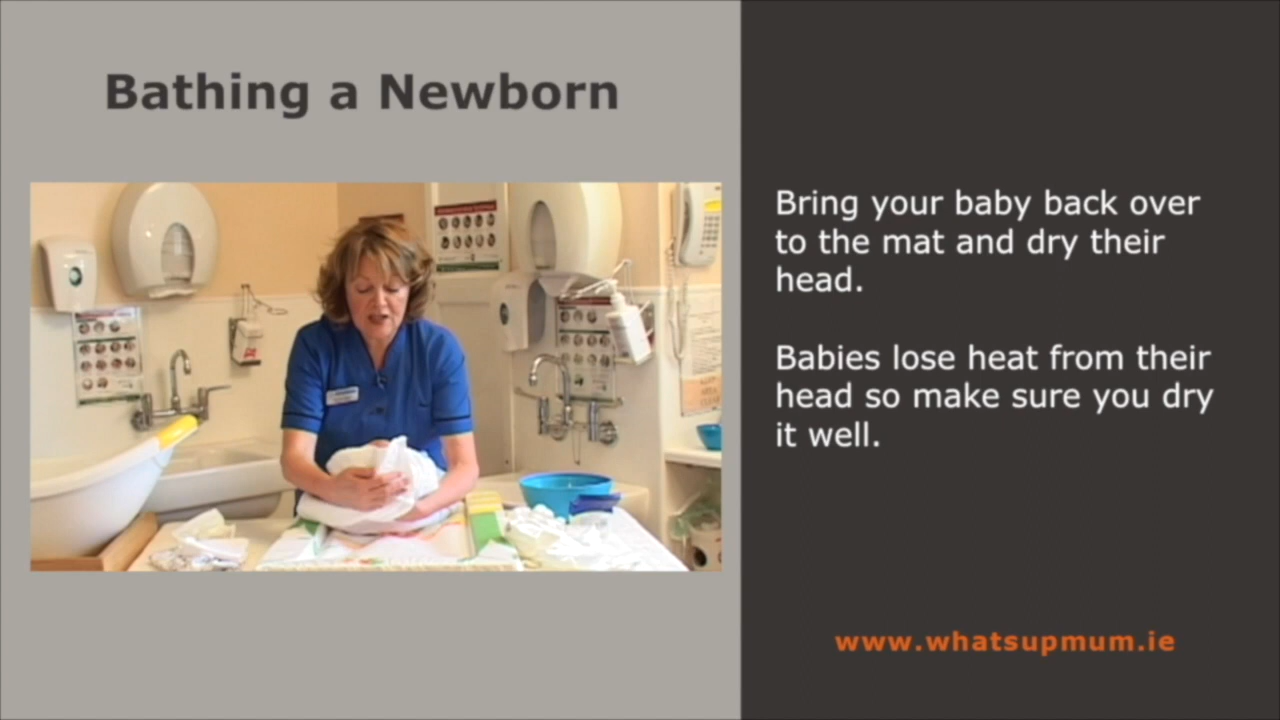 Bathing a Newborn
Bring your baby back over
to the mat and dry their
head.
Babies lose heat from their
head so make sure you dry
it well.
www.whatsupmum.ie